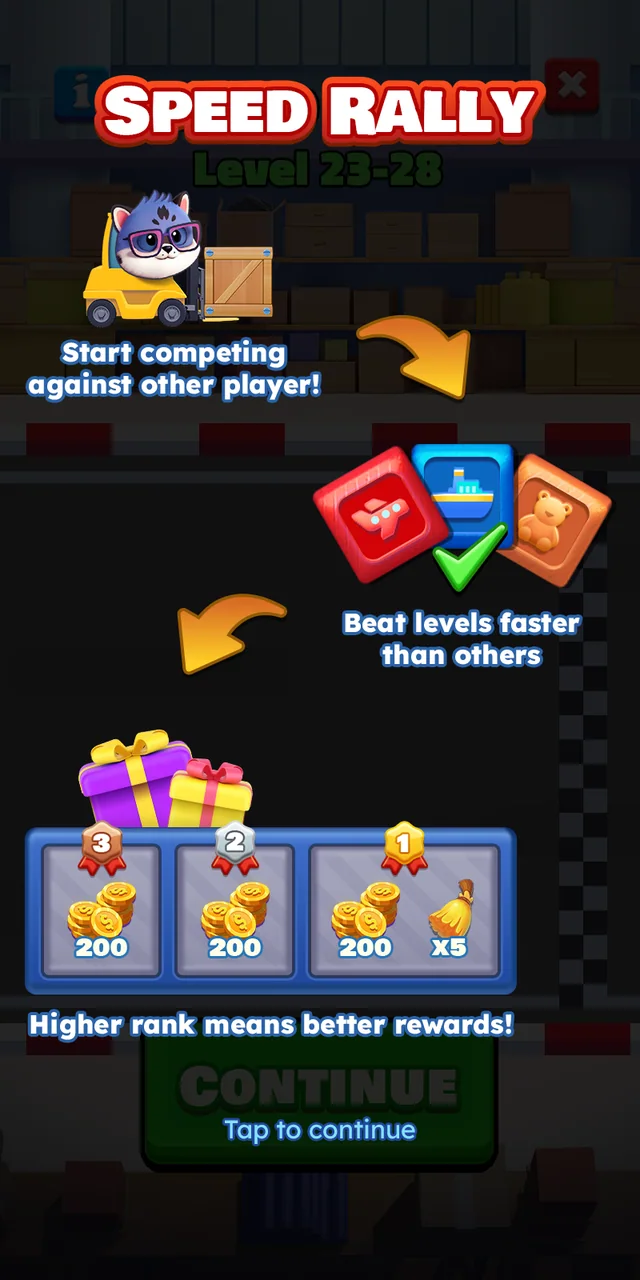 i
SPEED RALLY
Level 23-28
Start competing
against other player!
Beat levels faster
than others
3
2
1
200
200
200
X5
Higher rank means better rewards!
CONTINUE
Tap to continue